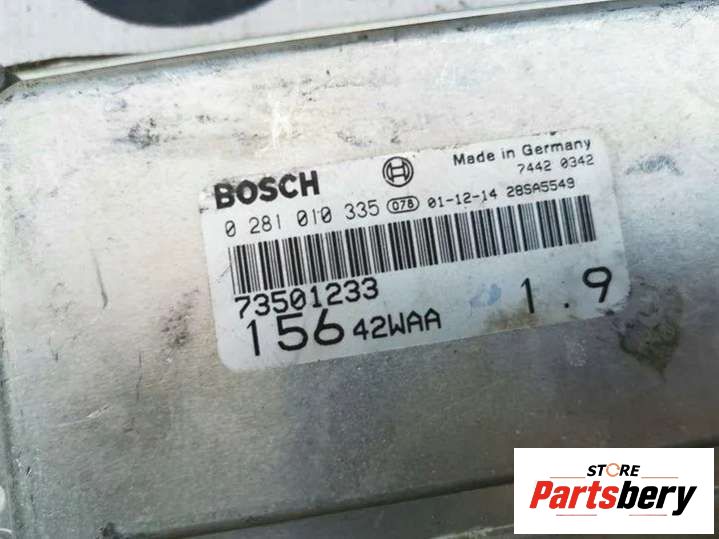 BOSCH
Made in Germany
7442 0342
0 281 010 335 078 01-12-14 28SA5549
73501233
156 42WAA 1.9
STORE
Partsbery